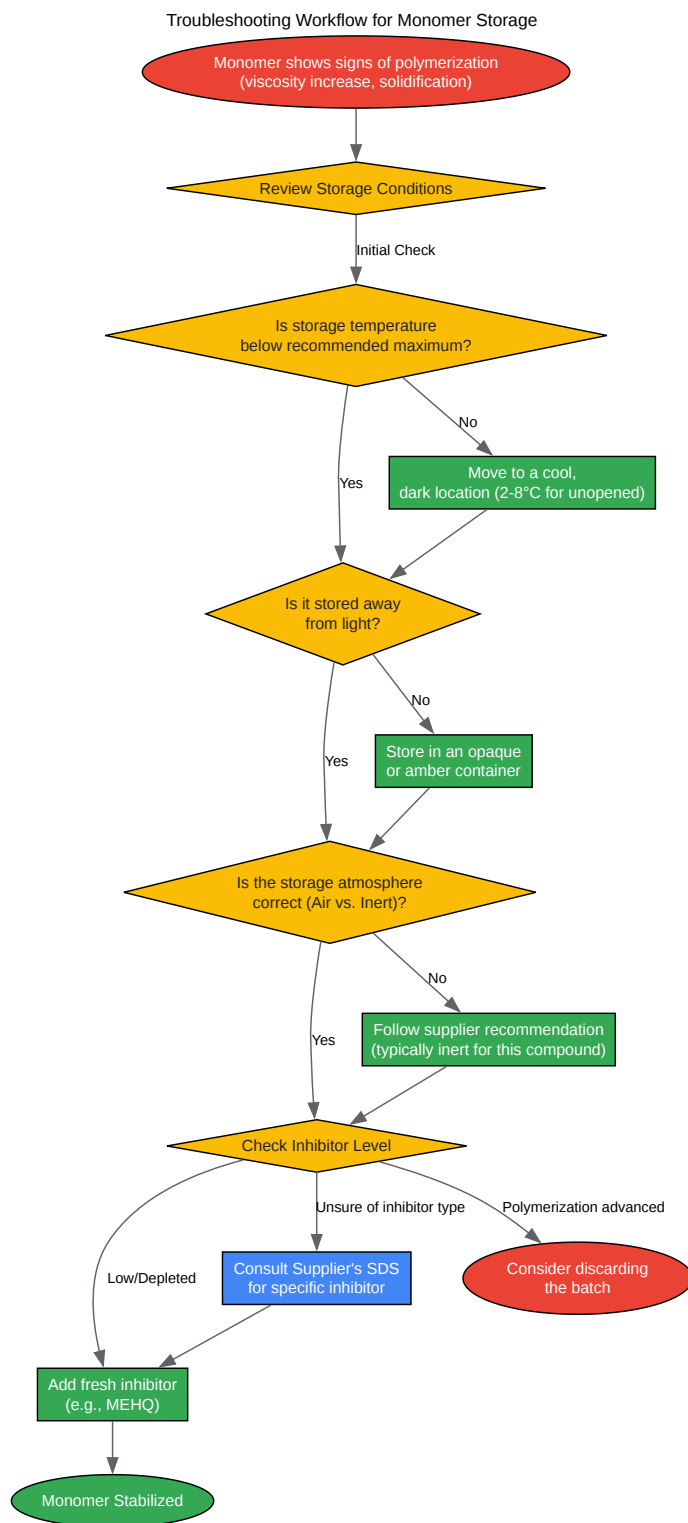 Troubleshooting Workflow for Monomer Storage
Monomer shows signs of polymerization
(viscosity increase, solidification)
Review Storage Conditions
Initial Check
Is storage temperature
below recommended maximum?
No
Yes
Move to a cool,
dark location (2-8°C for unopened)
Is it stored away
from light?
No
Yes
Store in an opaque
or amber container
Is the storage atmosphere
correct (Air vs. Inert)?
No
Yes
Follow supplier recommendation
(typically inert for this compound)
Check Inhibitor Level
Unsure of inhibitor type
Polymerization advanced
Low/Depleted
Consult Supplier's SDS
for specific inhibitor
Consider discarding
the batch
Add fresh inhibitor
(e.g., MEHQ)
Monomer Stabilized